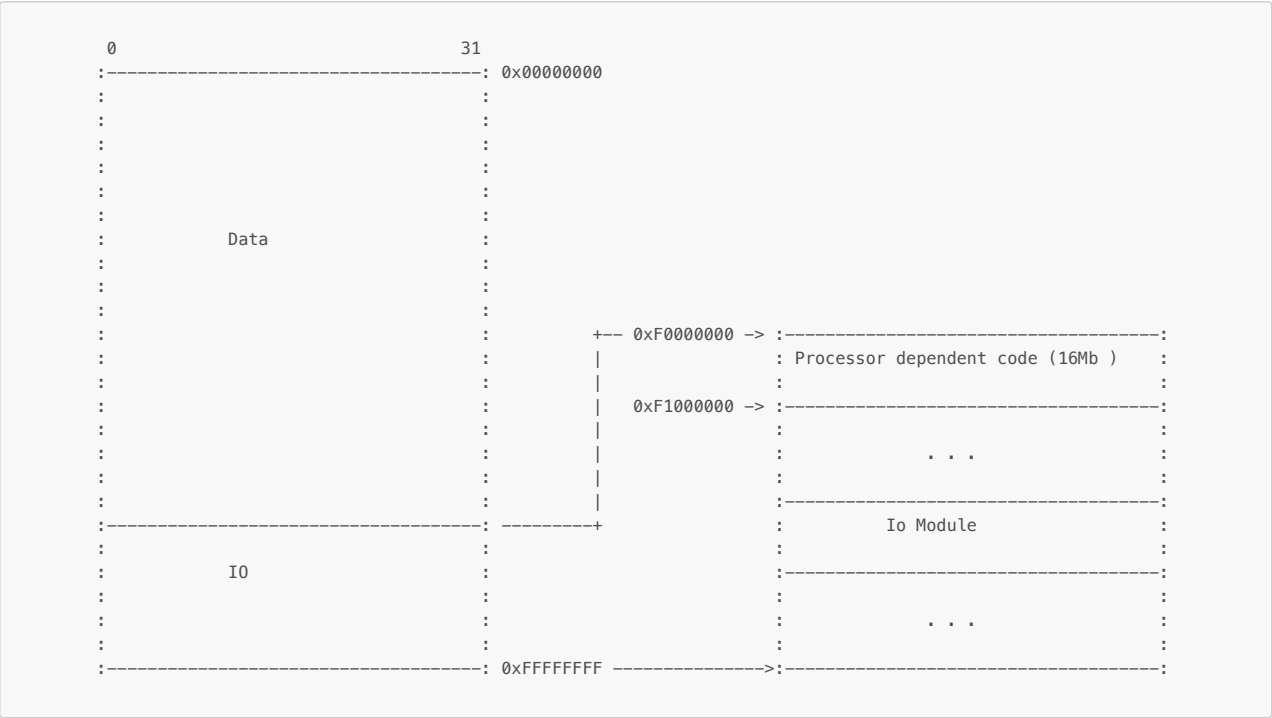 0 31
:-------------------------------------: 0x00000000
: :
: :
: :
: :
: :
: :
: Data :
: :
: :
: :
: : +-- 0xF0000000 -> :-------------------------------------:
: : | : Processor dependent code (16Mb ) :
: : | : :
: : | 0xF1000000 -> :-------------------------------------:
: : | : :
: : | : . . . :
: : | : :
: : | :-------------------------------------:
:-------------------------------------: ---------+ : Io Module :
: : : :
: IO : :-------------------------------------:
: : : :
: : : . . . :
: : : :
:-------------------------------------: 0xFFFFFFFF --------------->:-------------------------------------: